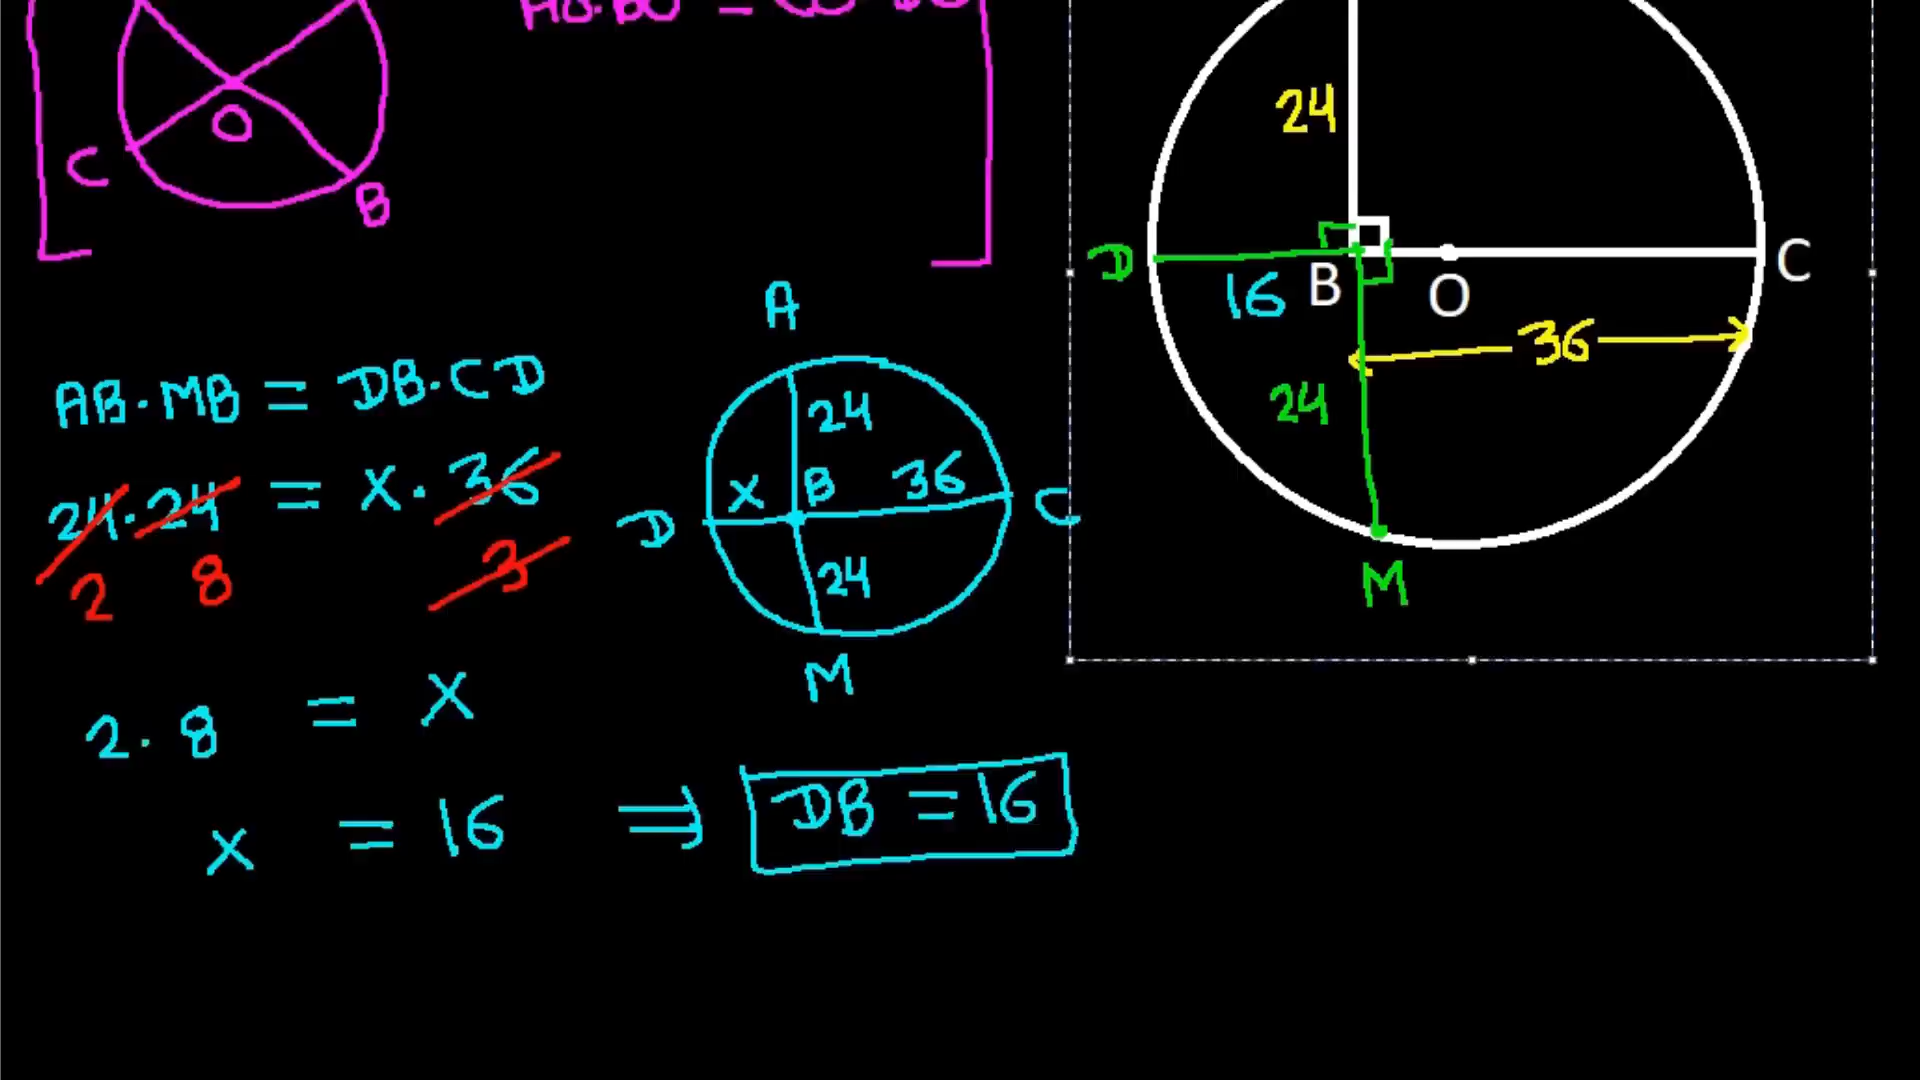 O
C
B
24
D
16
B
O
C
36
24
M
A
24
x
B
36
D
C
24
M
AB·MB = DB·CD
24·24 = x·36
2 8 3
2·8 = x
x = 16 ⇒ DB = 16